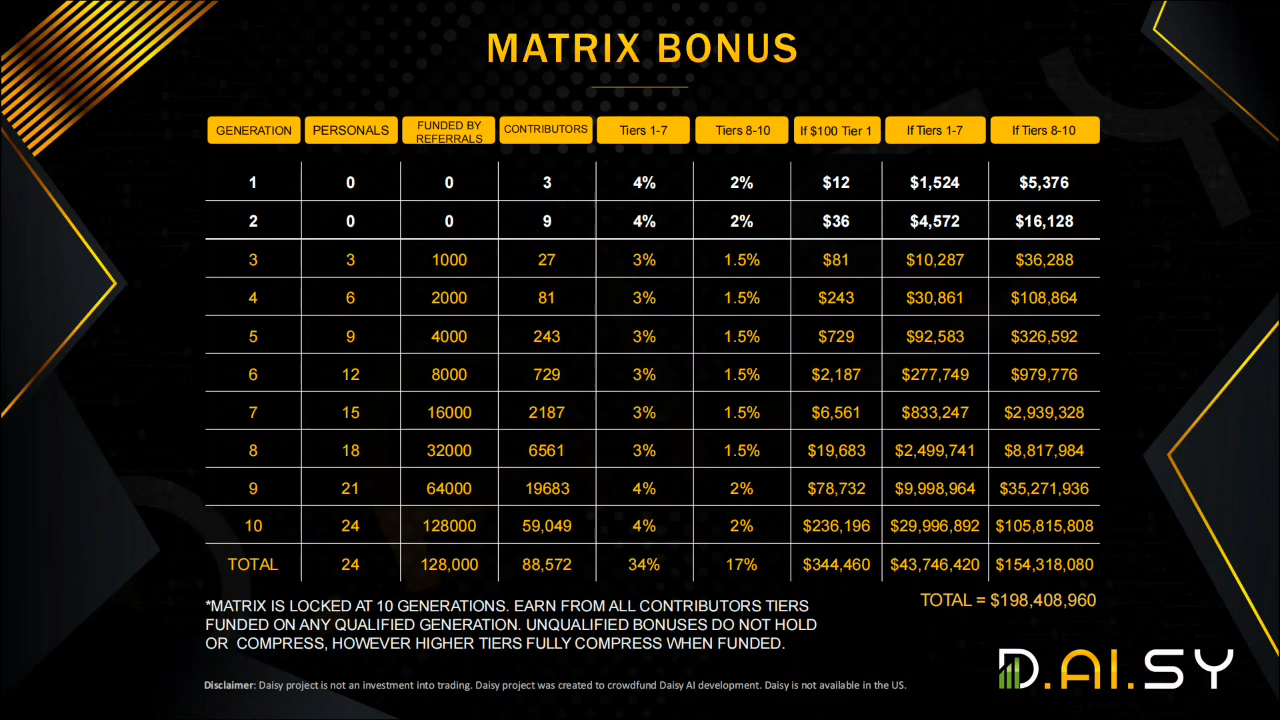 MATRIX BONUS
GENERATION PERSONALS FUNDED BY REFERRALS CONTRIBUTORS Tiers 1-7 Tiers 8-10 If $100 Tier 1 If Tiers 1-7 If Tiers 8-10
1 0 0 3 4% 2% $12 $1,524 $5,376
2 0 0 9 4% 2% $36 $4,572 $16,128
3 3 1000 27 3% 1.5% $81 $10,287 $36,288
4 6 2000 81 3% 1.5% $243 $30,861 $108,864
5 9 4000 243 3% 1.5% $729 $92,583 $326,592
6 12 8000 729 3% 1.5% $2,187 $277,749 $979,776
7 15 16000 2187 3% 1.5% $6,561 $833,247 $2,939,328
8 18 32000 6561 3% 1.5% $19,683 $2,499,741 $8,817,984
9 21 64000 19683 4% 2% $78,732 $9,998,964 $35,271,936
10 24 128000 59,049 4% 2% $236,196 $29,996,892 $105,815,808
TOTAL 24 128,000 88,572 34% 17% $344,460 $43,746,420 $154,318,080
TOTAL = $198,408,960
*MATRIX IS LOCKED AT 10 GENERATIONS. EARN FROM ALL CONTRIBUTORS TIERS
FUNDED ON ANY QUALIFIED GENERATION. UNQUALIFIED BONUSES DO NOT HOLD
OR COMPRESS, HOWEVER HIGHER TIERS FULLY COMPRESS WHEN FUNDED.
Disclaimer: Daisy project is not an investment into trading. Daisy project was created to crowdfund Daisy AI development. Daisy is not available in the US.
D.AI.SY